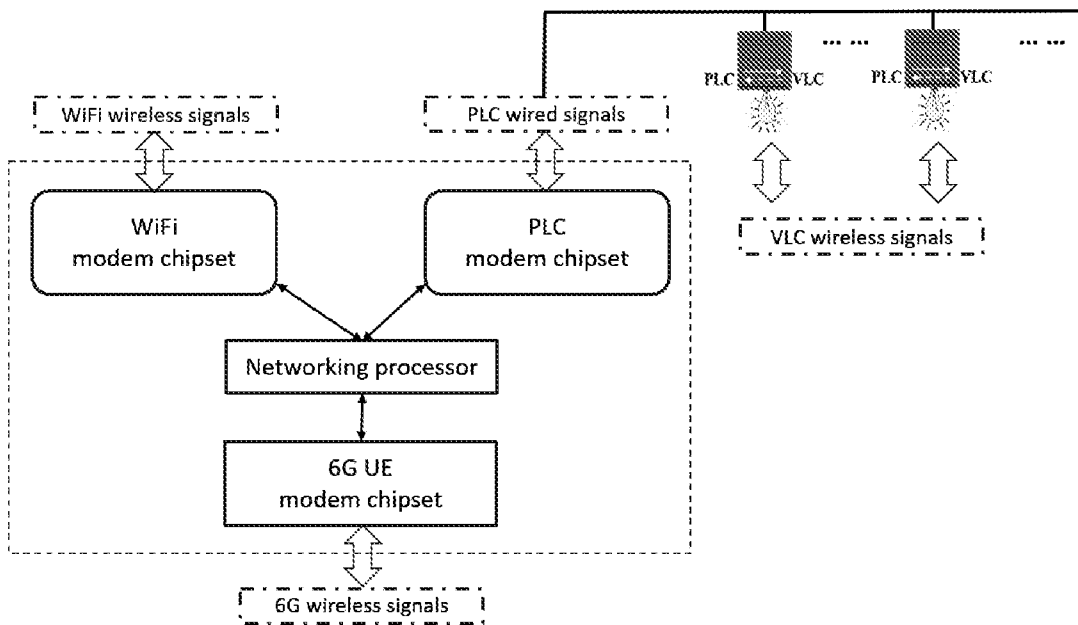 ... ...
... ...
PLC VLC
PLC VLC
WiFi wireless signals
PLC wired signals
WiFi
modem chipset
PLC
modem chipset
VLC wireless signals
Networking processor
6G UE
modem chipset
6G wireless signals